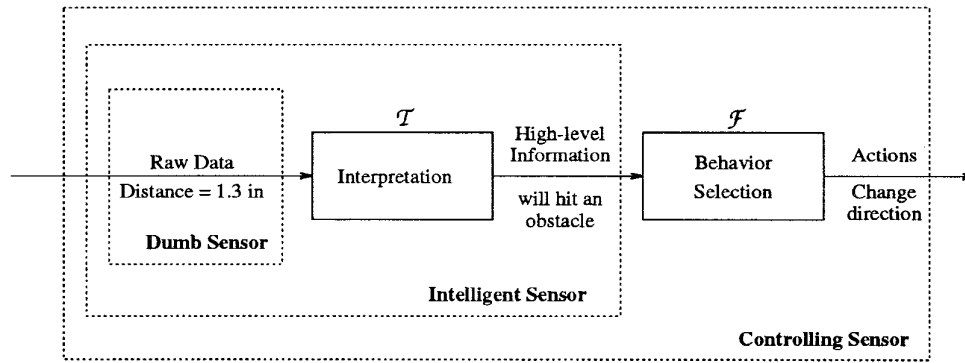 𝒯
ℱ
Raw Data
Distance = 1.3 in
Interpretation
High-level
Information
will hit an
obstacle
Behavior
Selection
Actions
Change
direction
Dumb Sensor
Intelligent Sensor
Controlling Sensor